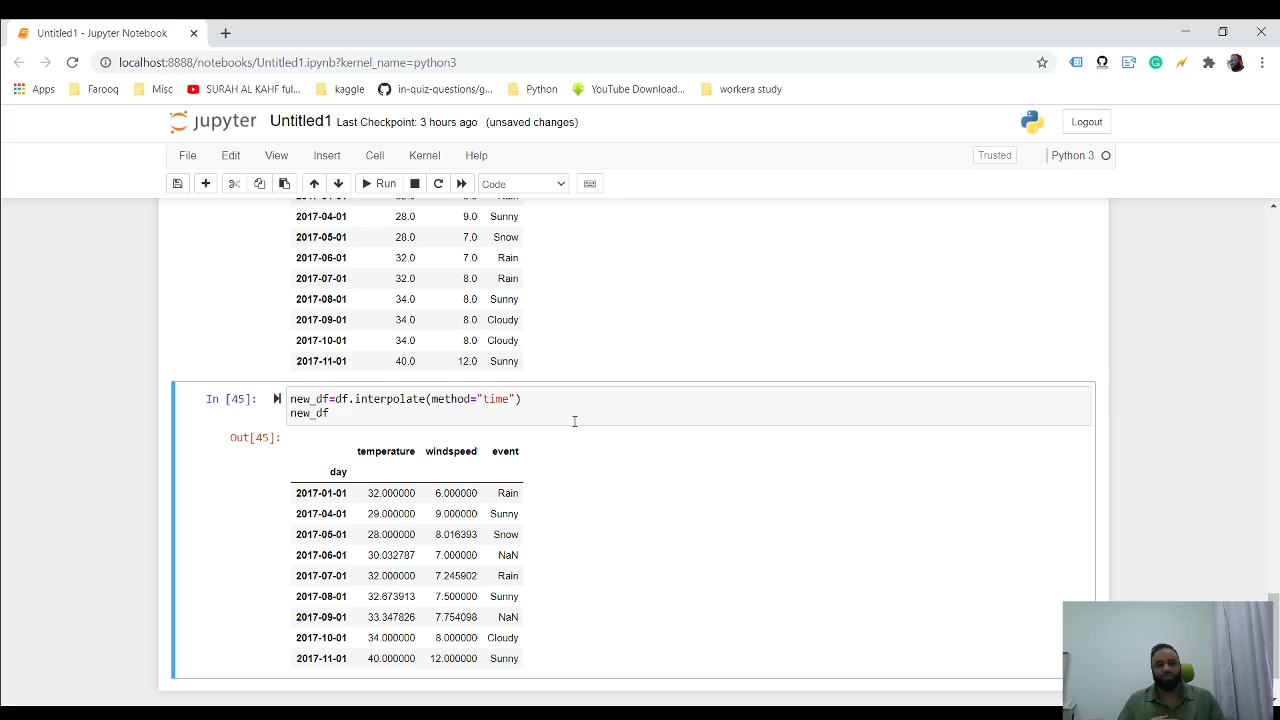 Untitled1 - Jupyter Notebook
localhost:8888/notebooks/Untitled1.ipynb?kernel_name=python3
Apps Farooq Misc SURAH AL KAHF ful... kaggle in-quiz-questions/g... Python YouTube Download... workera study
jupyter Untitled1 Last Checkpoint: 3 hours ago (unsaved changes) Logout
File Edit View Insert Cell Kernel Help Trusted Python 3
Run Code
2017-04-01 28.0 9.0 Sunny
2017-05-01 28.0 7.0 Snow
2017-06-01 32.0 7.0 Rain
2017-07-01 32.0 8.0 Rain
2017-08-01 34.0 8.0 Sunny
2017-09-01 34.0 8.0 Cloudy
2017-10-01 34.0 8.0 Cloudy
2017-11-01 40.0 12.0 Sunny
In [45]: new_df=df.interpolate(method="time")
new_df
Out[45]:
temperature windspeed event
day
2017-01-01 32.000000 6.000000 Rain
2017-04-01 29.000000 9.000000 Sunny
2017-05-01 28.000000 8.016393 Snow
2017-06-01 30.032787 7.000000 NaN
2017-07-01 32.000000 7.245902 Rain
2017-08-01 32.673913 7.500000 Sunny
2017-09-01 33.347826 7.754098 NaN
2017-10-01 34.000000 8.000000 Cloudy
2017-11-01 40.000000 12.000000 Sunny